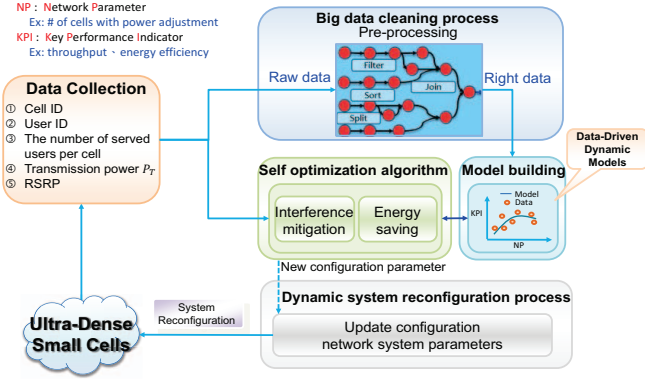 NP : Network Parameter
Ex: # of cells with power adjustment
KPI : Key Performance Indicator
Ex: throughput、energy efficiency
Big data cleaning process
Pre-processing
Filter
Sort
Split
Join
Raw data
Right data
Data Collection
① Cell ID
② User ID
③ The number of served
users per cell
④ Transmission power P_T
⑤ RSRP
Data-Driven
Dynamic
Models
Self optimization algorithm
Interference
mitigation
Energy
saving
Model building
Model
Data
KPI
NP
New configuration parameter
Dynamic system reconfiguration process
Update configuration
network system parameters
System
Reconfiguration
Ultra-Dense
Small Cells